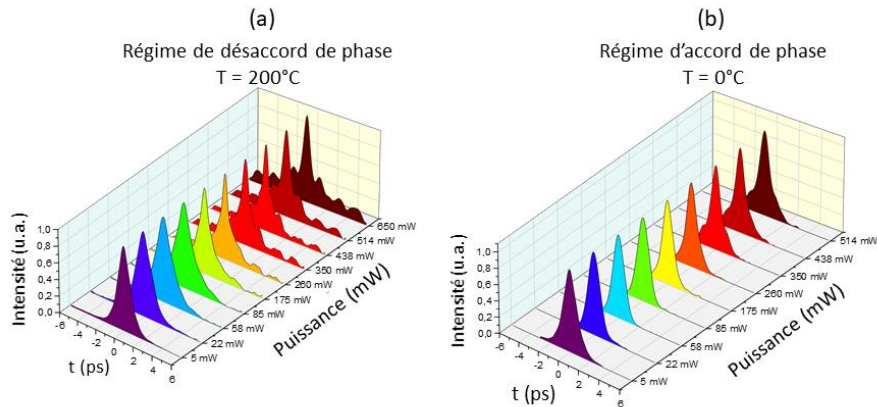 (a)
Régime de désaccord de phase
T = 200°C
Intensité (u.a.)
1,0
0,8
0,6
0,4
0,2
0,0
-6
-4
-2
0
2
4
6
t (ps)
5 mW
22 mW
58 mW
85 mW
175 mW
260 mW
350 mW
438 mW
514 mW
650 mW
Puissance (mW)
(b)
Régime d'accord de phase
T = 0°C
Intensité (u.a.)
1,0
0,8
0,6
0,4
0,2
0,0
-6
-4
-2
0
2
4
6
t (ps)
5 mW
22 mW
58 mW
85 mW
175 mW
260 mW
350 mW
438 mW
514 mW
Puissance (mW)